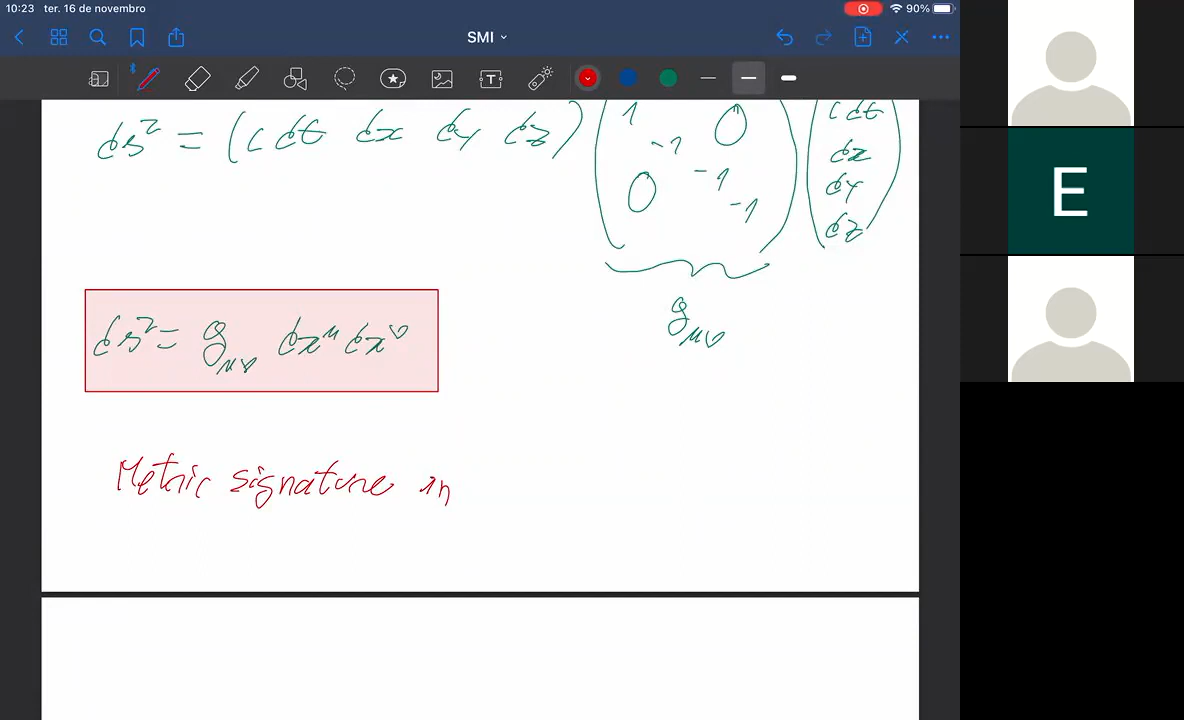 10:23 ter. 16 de novembro 90%
SMI
ds² = (c dt dx dy dz) (1 0 -1 -1 0 -1) (c dt dx dy dz)
g_μν
ds² = g_μν dx^μ dx^ν
Metric signature in
E